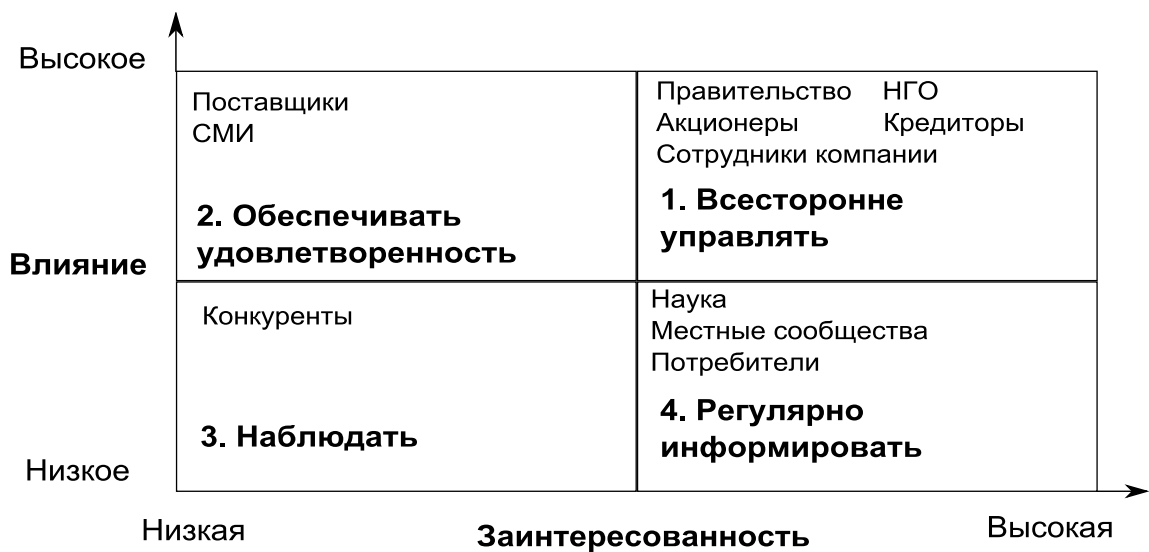 Высокое
Поставщики
СМИ
2. Обеспечивать
удовлетворенность
Правительство НГО
Акционеры Кредиторы
Сотрудники компании
1. Всесторонне
управлять
Влияние
Конкуренты
3. Наблюдать
Наука
Местные сообщества
Потребители
4. Регулярно
информировать
Низкое
Низкая
Заинтересованность
Высокая